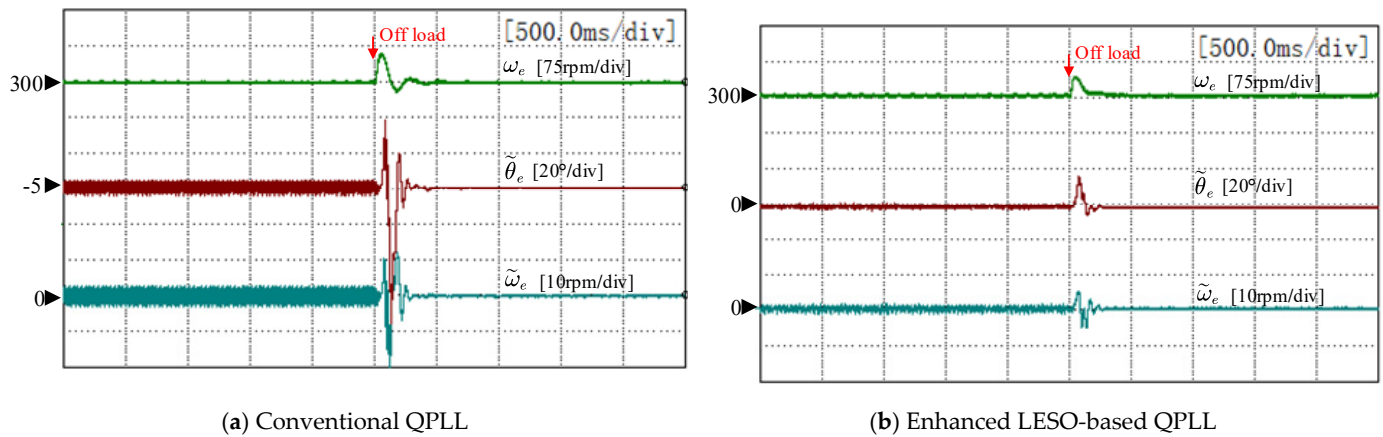 [500.0ms/div]
Off load
300
ω_e [75rpm/div]
-5
θ̃_e [20°/div]
0
ω̃_e [10rpm/div]
(a) Conventional QPLL
[500.0ms/div]
Off load
300
ω_e [75rpm/div]
0
θ̃_e [20°/div]
0
ω̃_e [10rpm/div]
(b) Enhanced LESO-based QPLL